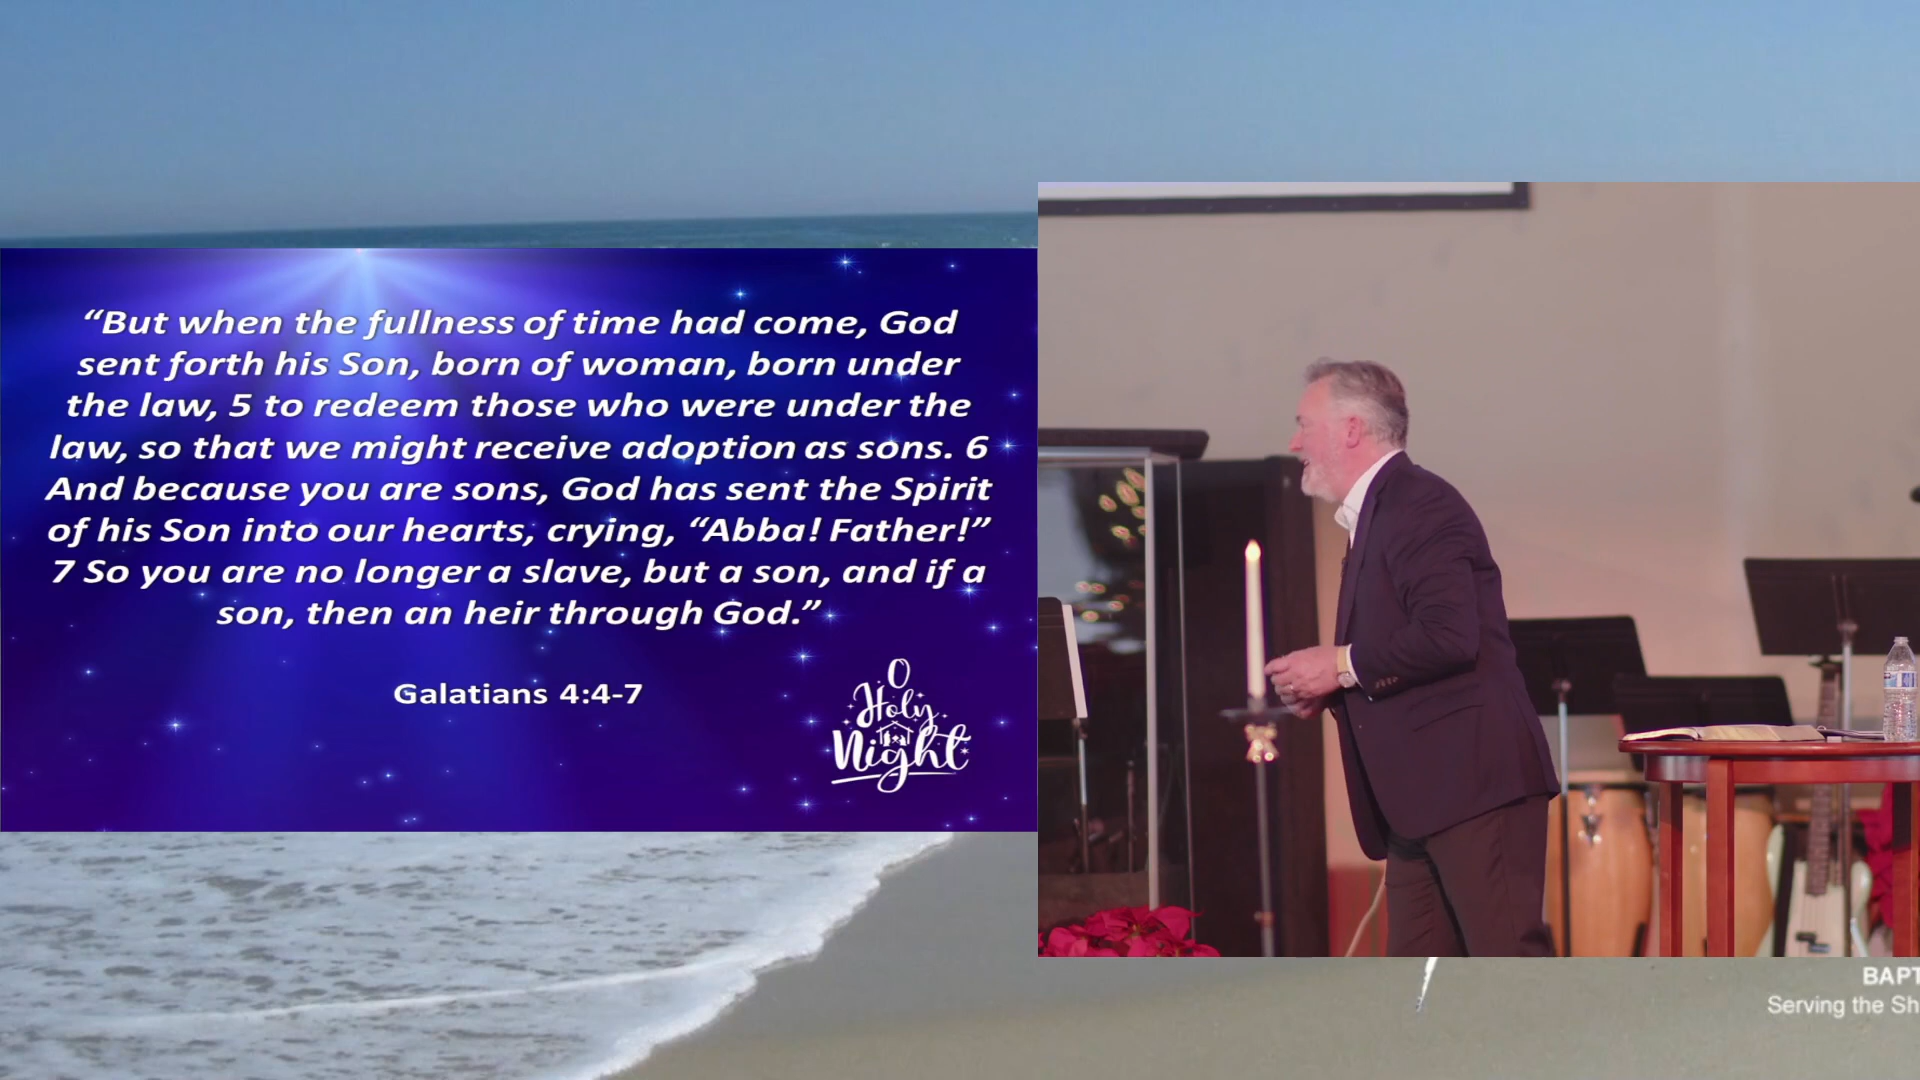 “But when the fullness of time had come, God
sent forth his Son, born of woman, born under
the law, 5 to redeem those who were under the
law, so that we might receive adoption as sons. 6
And because you are sons, God has sent the Spirit
of his Son into our hearts, crying, “Abba! Father!”
7 So you are no longer a slave, but a son, and if a
son, then an heir through God.”
Galatians 4:4-7
O
Holy
Night
BAPT
Serving the Sh